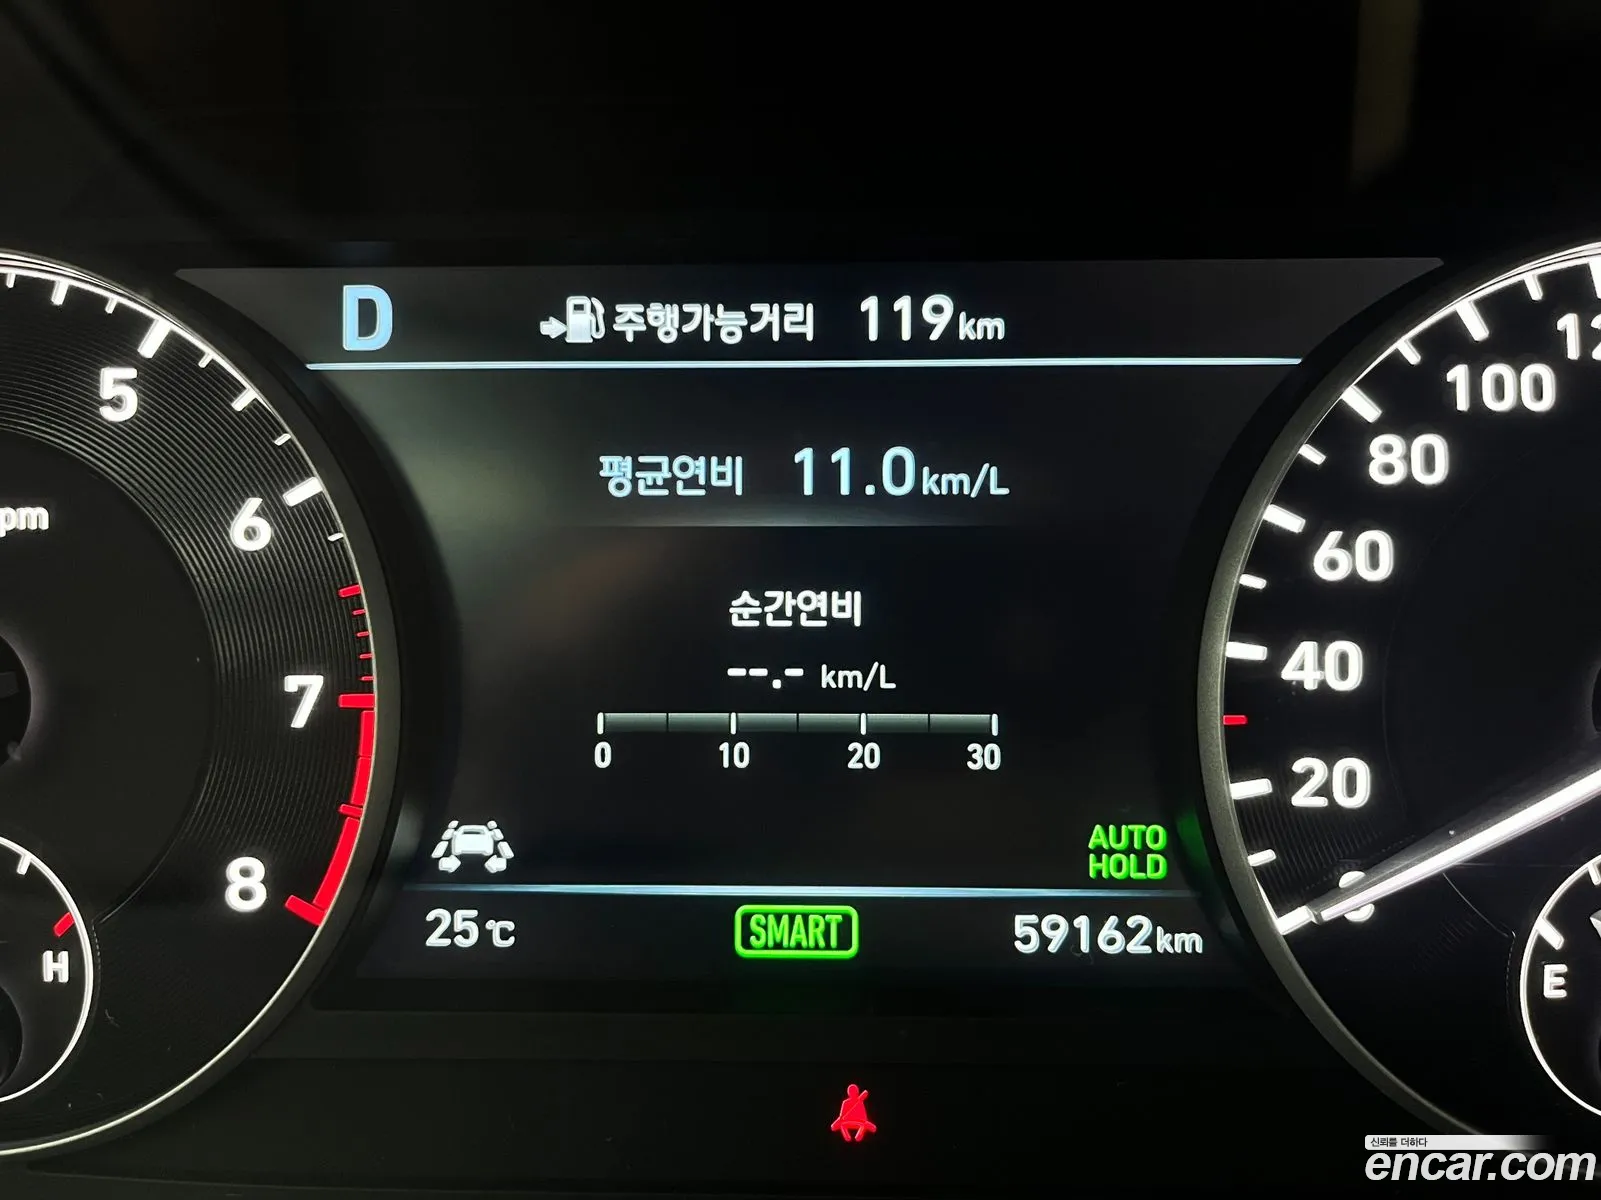 D 주행가능거리 119km
평균연비 11.0km/L
순간연비
--.- km/L
0 10 20 30
AUTO
HOLD
25℃ SMART 59162km
5
6
pm
7
8
H
100
80
60
40
20
0
E
신뢰를 더하다
encar.com